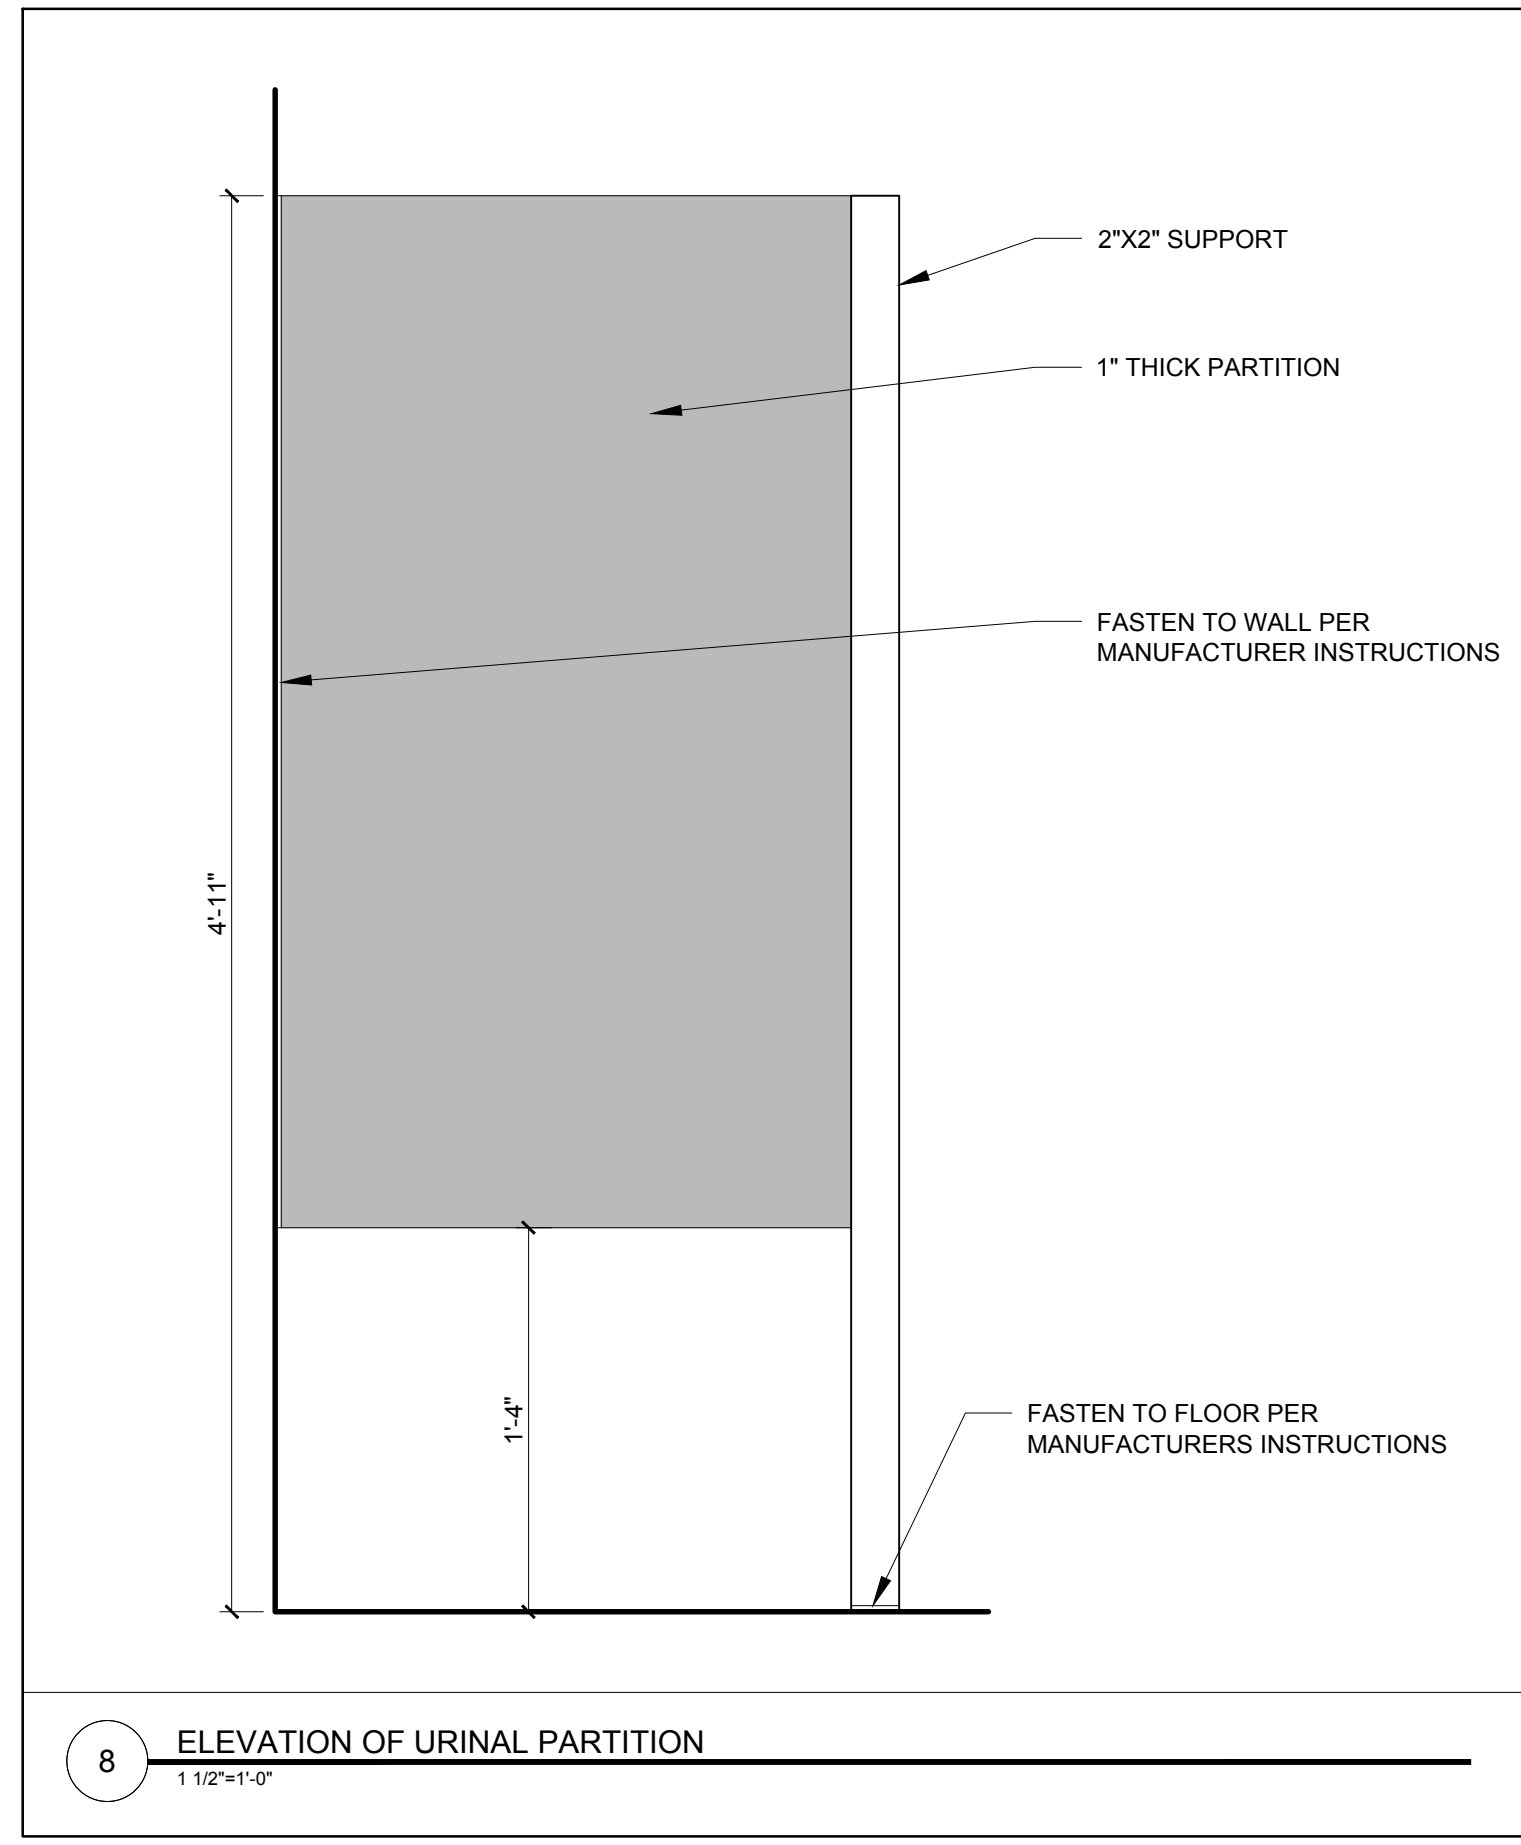 2"X2" SUPPORT
1" THICK PARTITION
FASTEN TO WALL PER
MANUFACTURER INSTRUCTIONS
4'-11"
1'-4"
FASTEN TO FLOOR PER
MANUFACTURERS INSTRUCTIONS
8
ELEVATION OF URINAL PARTITION
1 1/2"=1'-0"